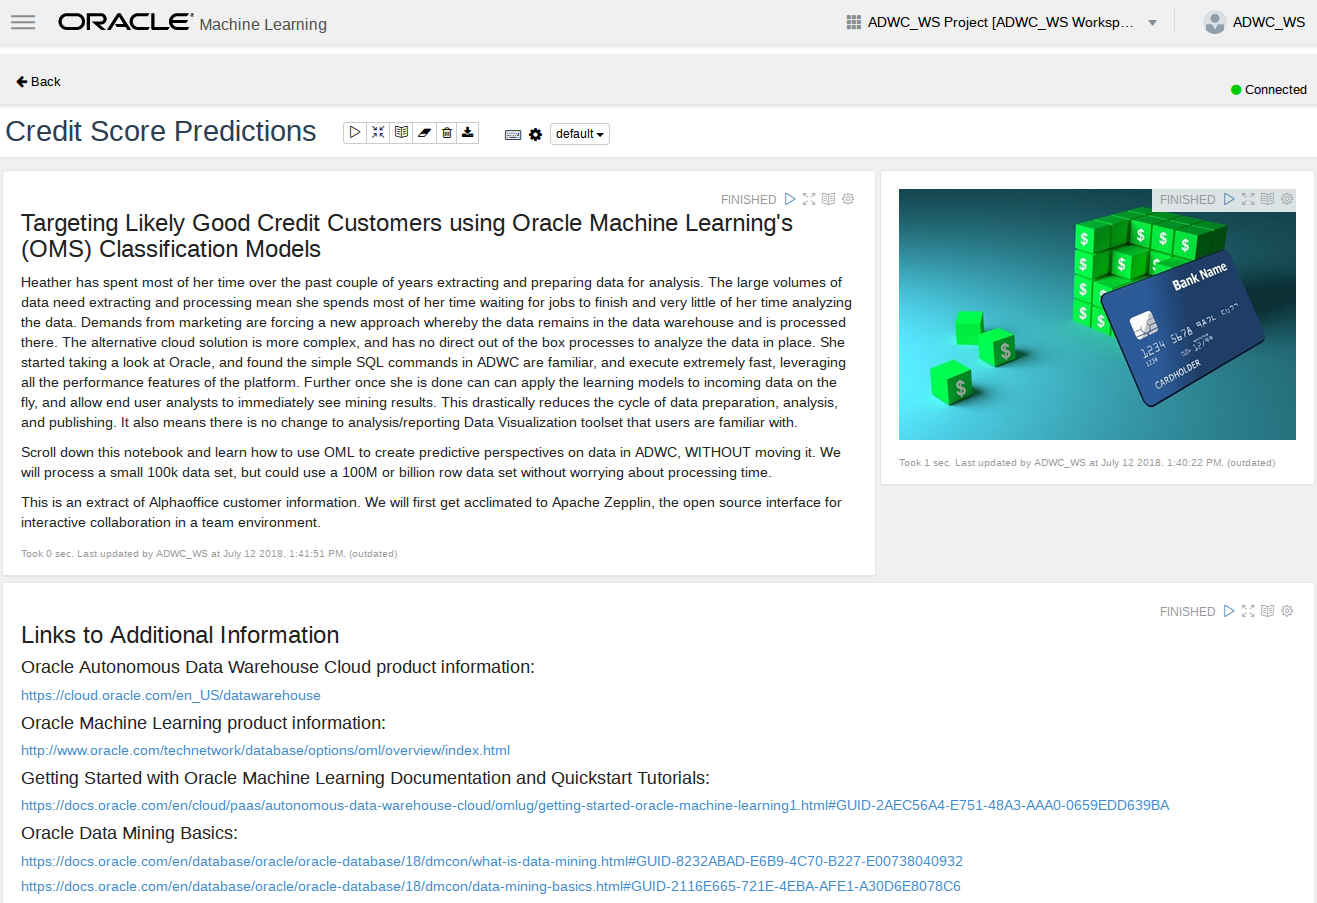 ORACLE® Machine Learning
ADWC_WS Project [ADWC_WS Worksp...
ADWC_WS
Back
Connected
Credit Score Predictions
default
FINISHED
Targeting Likely Good Credit Customers using Oracle Machine Learning's
(OMS) Classification Models
Heather has spent most of her time over the past couple of years extracting and preparing data for analysis. The large volumes of
data need extracting and processing mean she spends most of her time waiting for jobs to finish and very little of her time analyzing
the data. Demands from marketing are forcing a new approach whereby the data remains in the data warehouse and is processed
there. The alternative cloud solution is more complex, and has no direct out of the box processes to analyze the data in place. She
started taking a look at Oracle, and found the simple SQL commands in ADWC are familiar, and execute extremely fast, leveraging
all the performance features of the platform. Further once she is done can can apply the learning models to incoming data on the
fly, and allow end user analysts to immediately see mining results. This drastically reduces the cycle of data preparation, analysis,
and publishing. It also means there is no change to analysis/reporting Data Visualization toolset that users are familiar with.
Scroll down this notebook and learn how to use OML to create predictive perspectives on data in ADWC, WITHOUT moving it. We
will process a small 100k data set, but could use a 100M or billion row data set without worrying about processing time.
This is an extract of Alphaoffice customer information. We will first get acclimated to Apache Zepplin, the open source interface for
interactive collaboration in a team environment.
Took 0 sec. Last updated by ADWC_WS at July 12 2018, 1:41:51 PM. (outdated)
FINISHED
$ $ $ $
$ $
$
$ $
$
$
Bank Name
1234 5678
1234
12/99
CARDHOLDER
Took 1 sec. Last updated by ADWC_WS at July 12 2018, 1:40:22 PM. (outdated)
FINISHED
Links to Additional Information
Oracle Autonomous Data Warehouse Cloud product information:
https://cloud.oracle.com/en_US/datawarehouse
Oracle Machine Learning product information:
http://www.oracle.com/technetwork/database/options/oml/overview/index.html
Getting Started with Oracle Machine Learning Documentation and Quickstart Tutorials:
https://docs.oracle.com/en/cloud/paas/autonomous-data-warehouse-cloud/omlug/getting-started-oracle-machine-learning1.html#GUID-2AEC56A4-E751-48A3-AAA0-0659EDD639BA
Oracle Data Mining Basics:
https://docs.oracle.com/en/database/oracle/oracle-database/18/dmcon/what-is-data-mining.html#GUID-8232ABAD-E6B9-4C70-B227-E00738040932
https://docs.oracle.com/en/database/oracle/oracle-database/18/dmcon/data-mining-basics.html#GUID-2116E665-721E-4EBA-AFE1-A30D6E8078C6